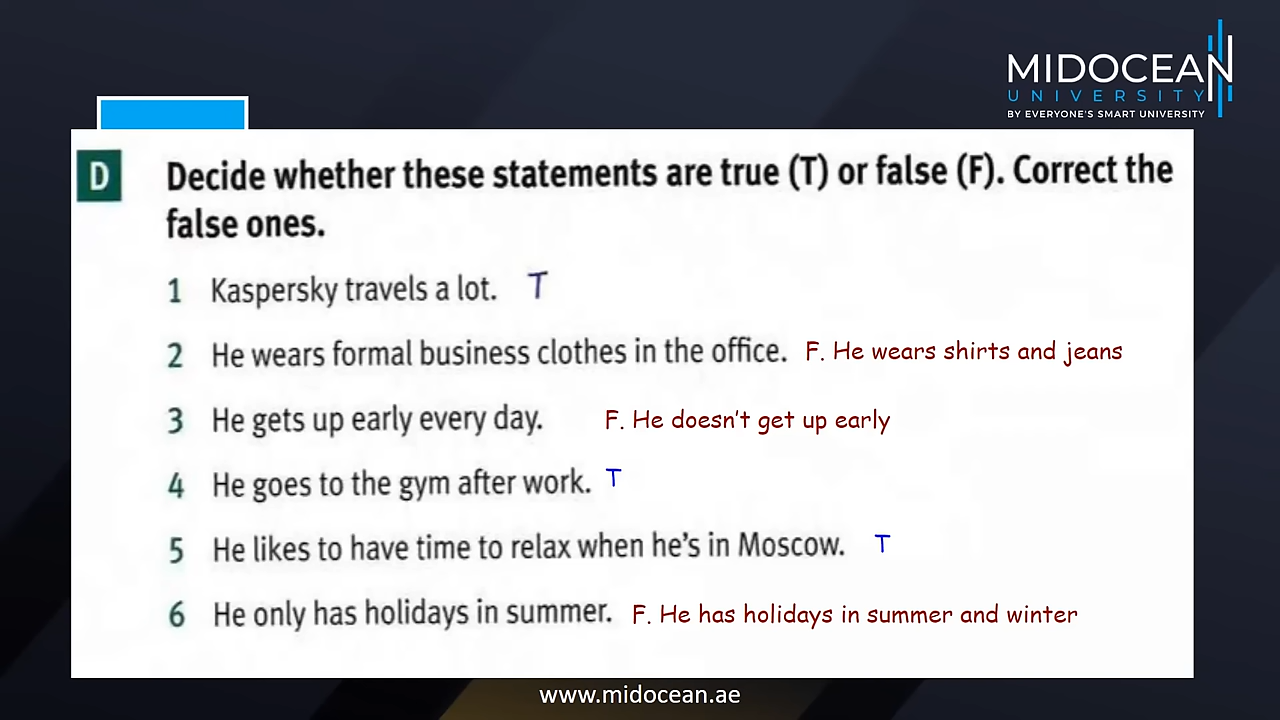 MIDOCEAN
UNIVERSITY
BY EVERYONE'S SMART UNIVERSITY
D Decide whether these statements are true (T) or false (F). Correct the
false ones.
1 Kaspersky travels a lot. T
2 He wears formal business clothes in the office. F. He wears shirts and jeans
3 He gets up early every day. F. He doesn't get up early
4 He goes to the gym after work. T
5 He likes to have time to relax when he's in Moscow. T
6 He only has holidays in summer. F. He has holidays in summer and winter
www.midocean.ae